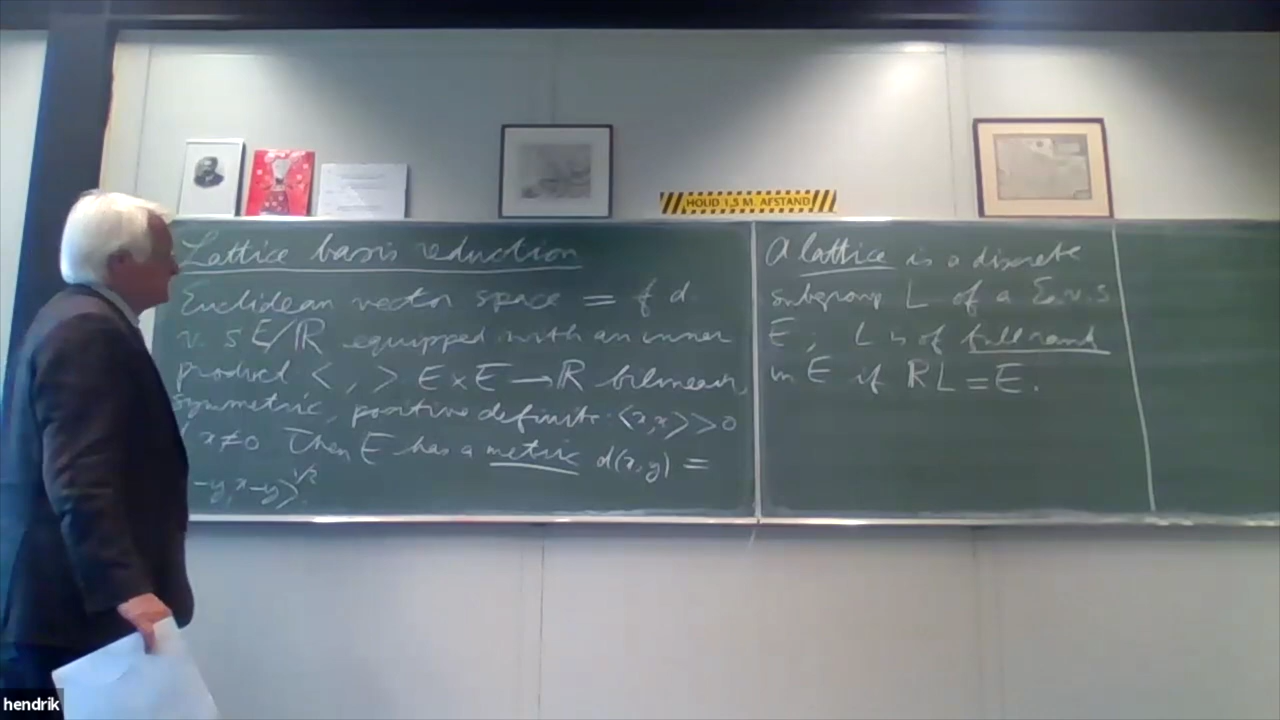 HOUD 1,5 M. AFSTAND
Lattice basis reduction
Euclidean vector space = f d
v. s E/ℝ equipped with an inner
product < , > E × E → ℝ bilinear,
symmetric, positive definite <x,x> > 0
x≠0 Then E has a metric d(x,y) =
-y, x-y>^1/2.
A lattice is a discrete
subgroup L of a E.v.s
E; L is of full rank
in E if ℝL = E.
hendrik